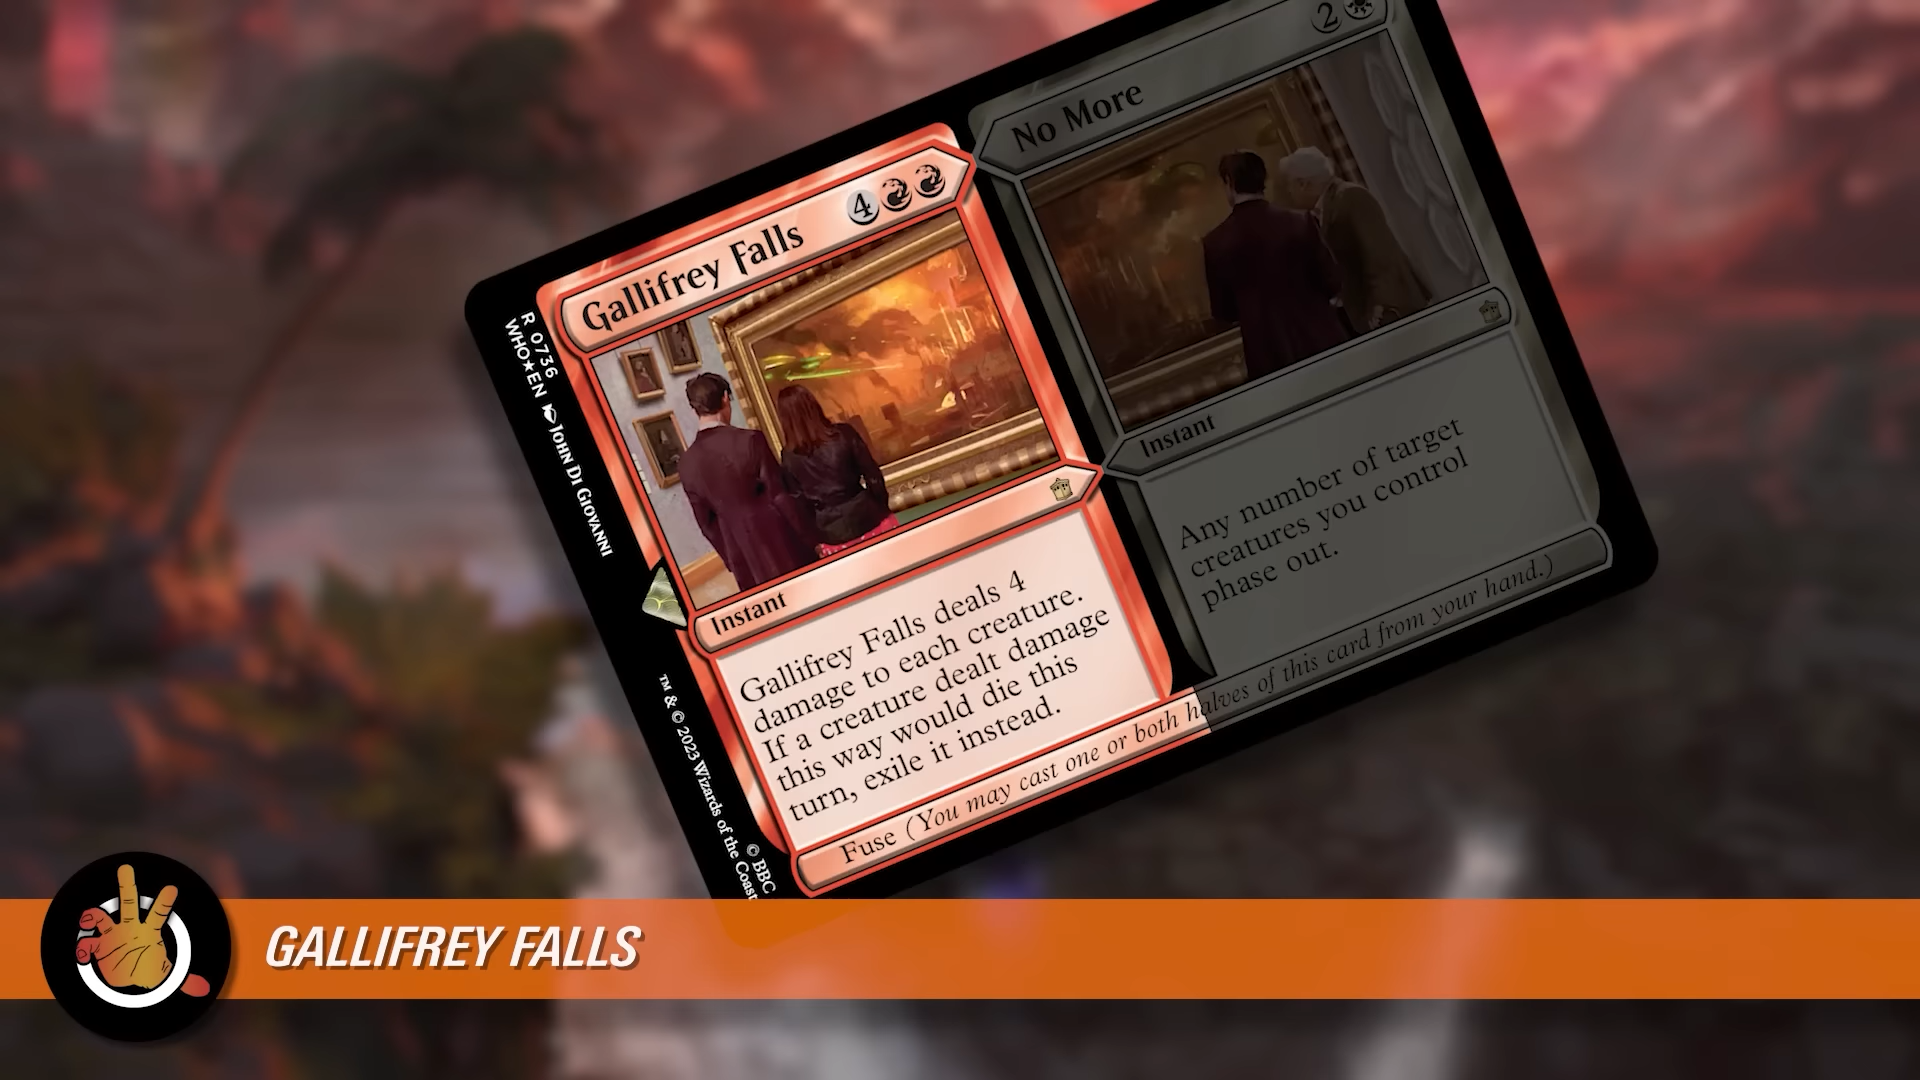 Gallifrey Falls 4
Instant
Gallifrey Falls deals 4
damage to each creature.
If a creature dealt damage
this way would die this
turn, exile it instead.
No More 2
Instant
Any number of target
creatures you control
phase out.
Fuse (You may cast one or both halves of this card from your hand.)
R 0736
WHO★EN JOHN DI GIOVANNI
™ & © 2023 Wizards of the Coast
© BBC
GALLIFREY FALLS